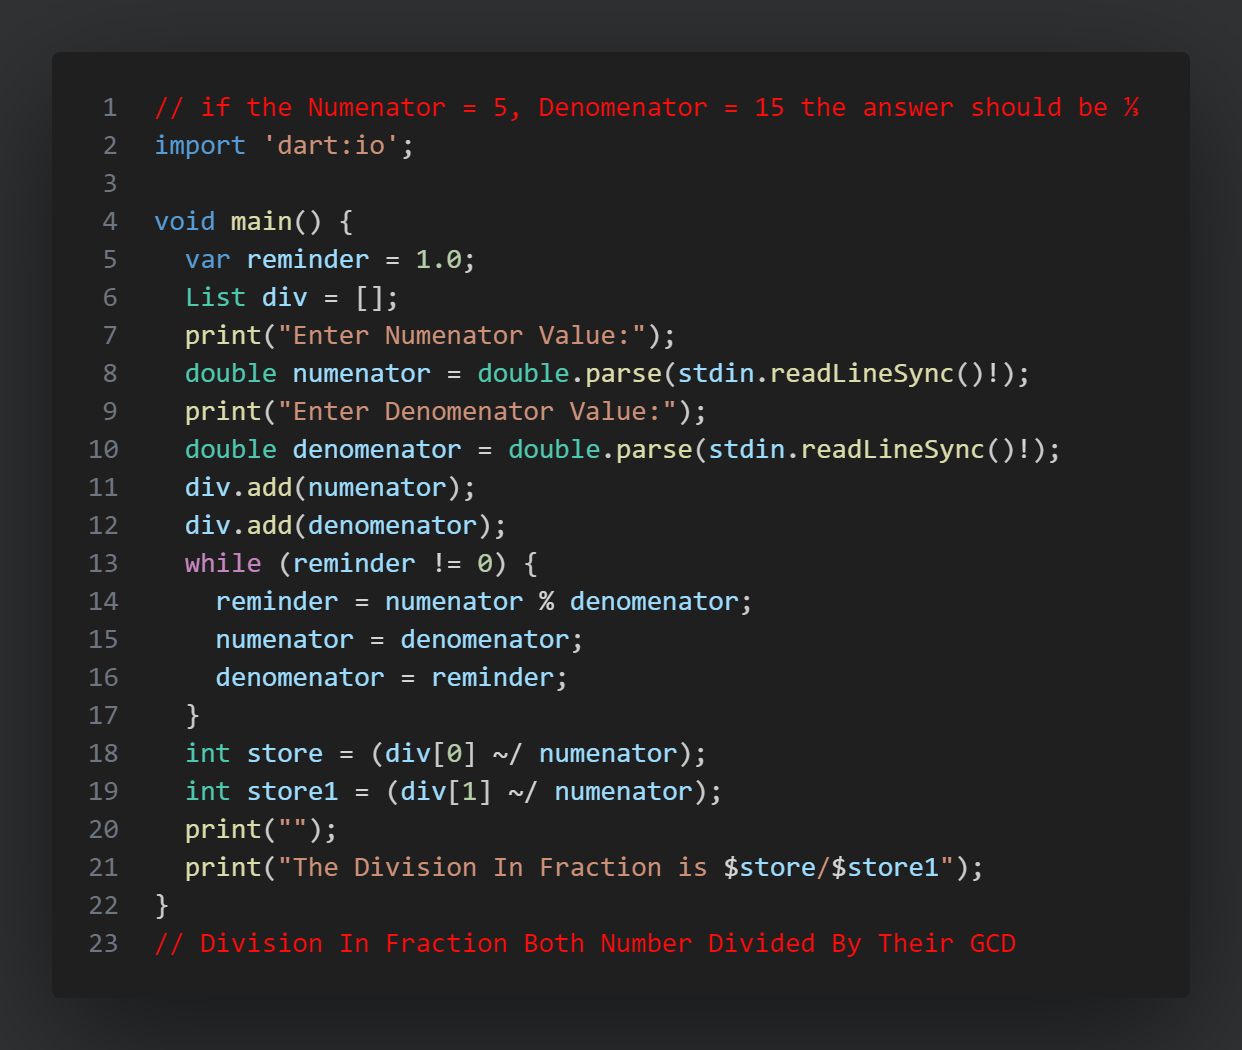 1 // if the Numenator = 5, Denomenator = 15 the answer should be ⅓
2 import 'dart:io';
3
4 void main() {
5   var reminder = 1.0;
6   List div = [];
7   print("Enter Numenator Value:");
8   double numenator = double.parse(stdin.readLineSync()!);
9   print("Enter Denomenator Value:");
10   double denomenator = double.parse(stdin.readLineSync()!);
11   div.add(numenator);
12   div.add(denomenator);
13   while (reminder != 0) {
14     reminder = numenator % denomenator;
15     numenator = denomenator;
16     denomenator = reminder;
17   }
18   int store = (div[0] ~/ numenator);
19   int store1 = (div[1] ~/ numenator);
20   print("");
21   print("The Division In Fraction is $store/$store1");
22 }
23 // Division In Fraction Both Number Divided By Their GCD